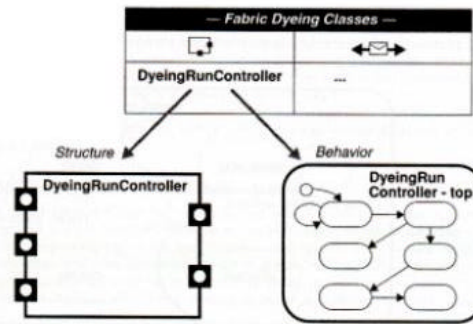 — Fabric Dyeing Classes —
DyeingRunController
...
Structure
Behavior
DyeingRunController
DyeingRun
Controller - top